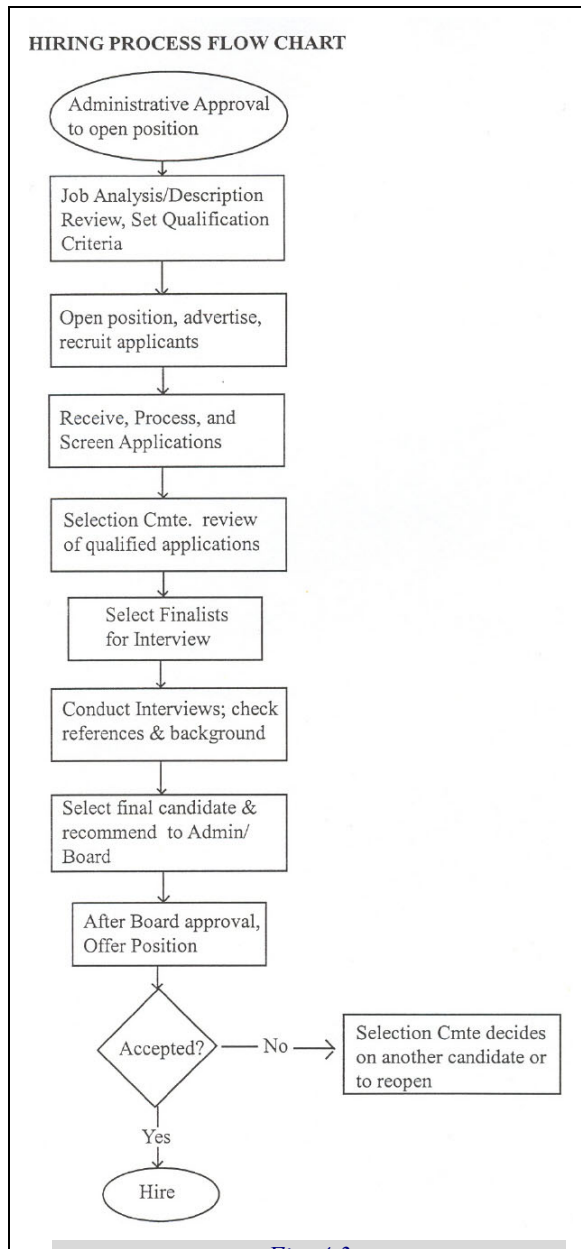 HIRING PROCESS FLOW CHART
Administrative Approval
to open position
Job Analysis/Description
Review, Set Qualification
Criteria
Open position, advertise,
recruit applicants
Receive, Process, and
Screen Applications
Selection Cmte. review
of qualified applications
Select Finalists
for Interview
Conduct Interviews; check
references & background
Select final candidate &
recommend to Admin/
Board
After Board approval,
Offer Position
Accepted?
No
Selection Cmte decides
on another candidate or
to reopen
Yes
Hire